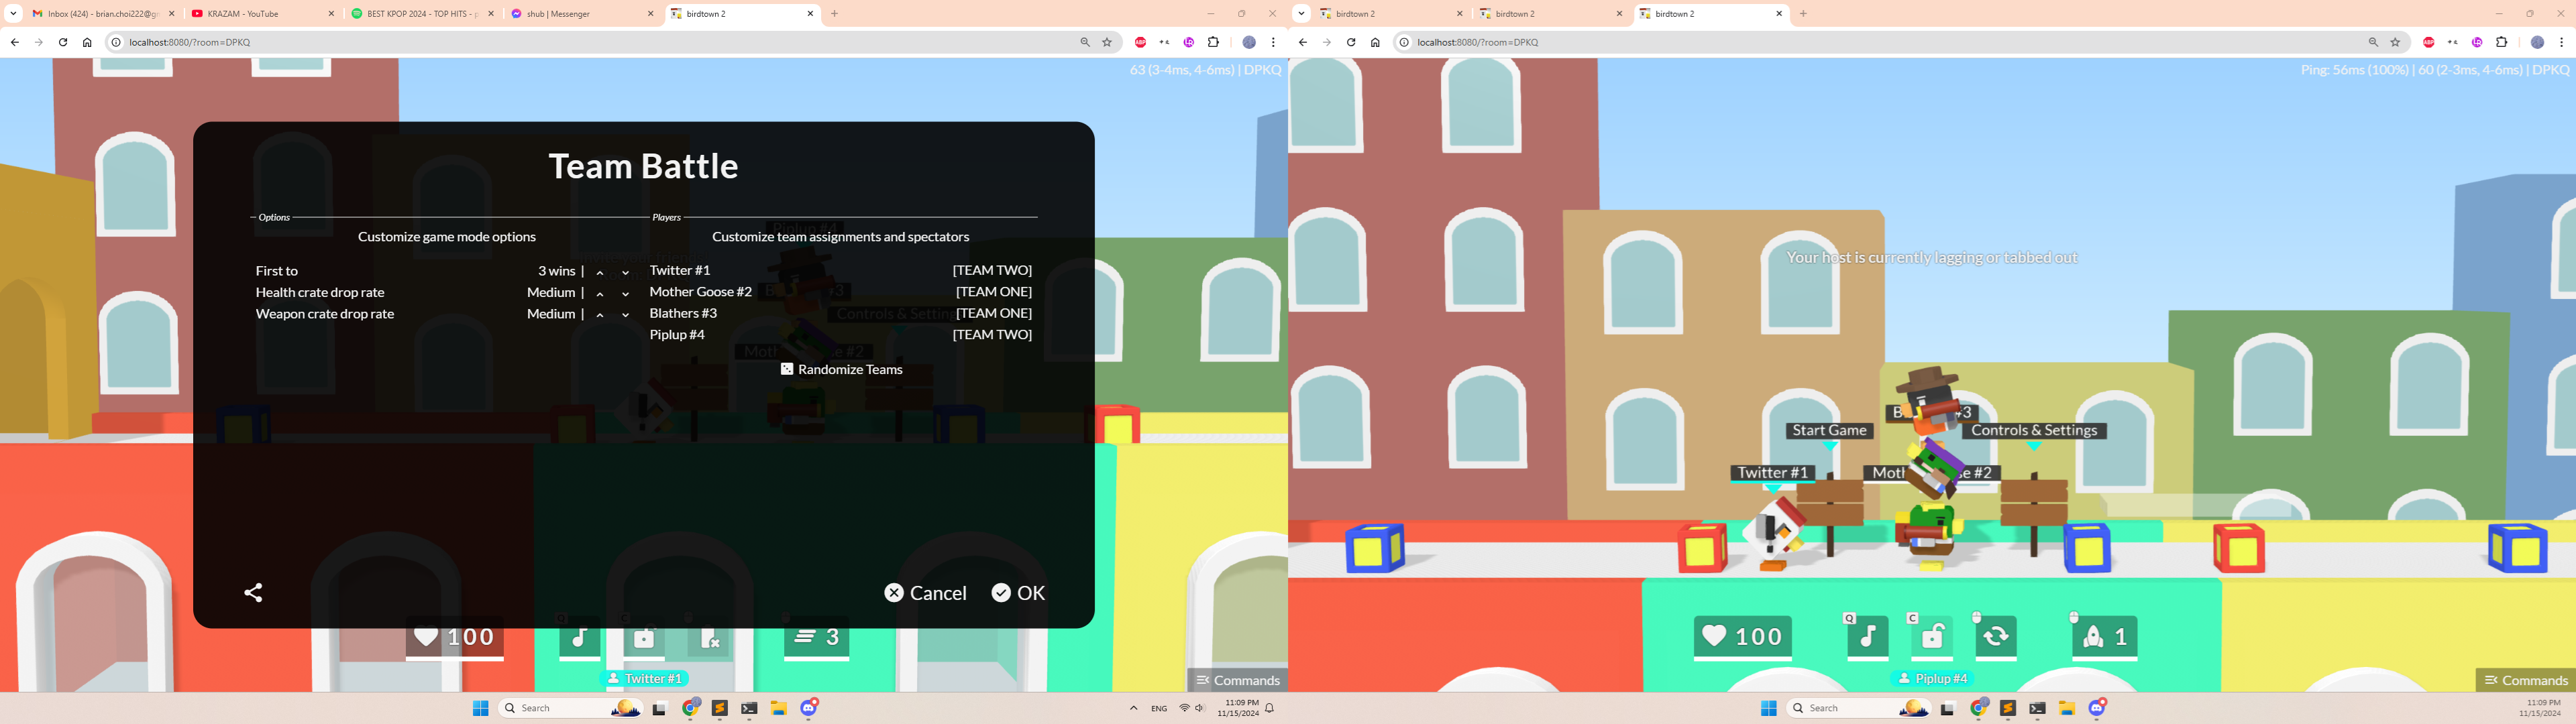 Inbox (424) - brian.choi222@g
KRAZAM - YouTube
BEST KPOP 2024 - TOP HITS - p
shub | Messenger
birdtown 2
localhost:8080/?room=DPKQ
63 (3-4ms, 4-6ms) | DPKQ
Team Battle
Options
Players
Customize game mode options
Customize team assignments and spectators
First to
3 wins |
Health crate drop rate
Medium |
Weapon crate drop rate
Medium |
Twitter #1
[TEAM TWO]
Mother Goose #2
[TEAM ONE]
Blathers #3
[TEAM ONE]
Piplup #4
[TEAM TWO]
Controls & Settings
Randomize Teams
Cancel
OK
100
3
Twitter #1
Commands
Search
ENG
11:09 PM
11/15/2024
birdtown 2
birdtown 2
birdtown 2
localhost:8080/?room=DPKQ
Ping: 56ms (100%) | 60 (2-3ms, 4-6ms) | DPKQ
Your host is currently lagging or tabbed out
Start Game
Controls & Settings
Twitter #1
100
Q
C
1
Piplup #4
Commands
Search
11:09 PM
11/15/2024